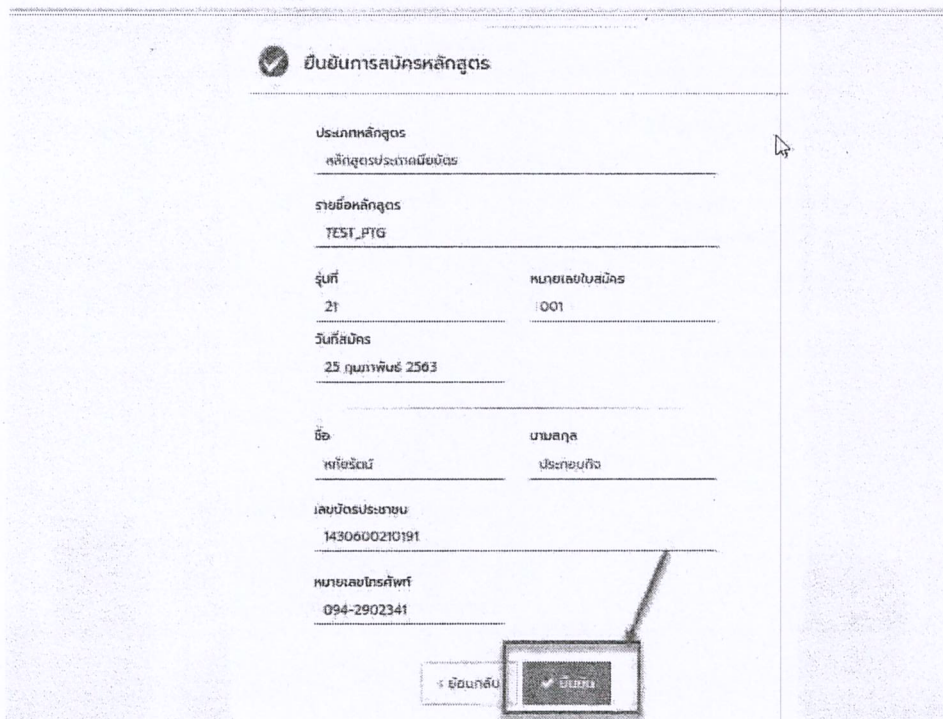 ยืนยันการสมัครหลักสูตร
ประเภทหลักสูตร
หลักสูตรประกาศนียบัตร
รายชื่อหลักสูตร
TEST_PTG
รุ่นที่ หมายเลขใบสมัคร
21 001
วันที่สมัคร
25 กุมภาพันธ์ 2563
ชื่อ นามสกุล
หทัยรัตน์ ประกอบกิจ
เลขบัตรประชาชน
1430600210191
หมายเลขโทรศัพท์
094-2902341
< ย้อนกลับ ยืนยัน